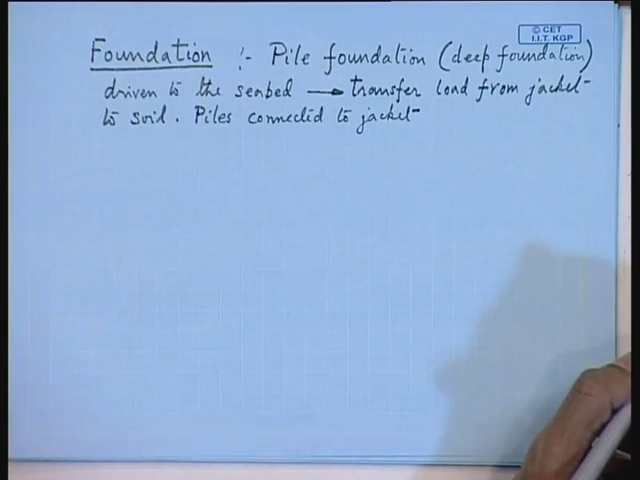 © CET
I.I.T. KGP
Foundation :- Pile foundation (deep foundation)
driven to the seabed → transfer load from jacket
to soil. Piles connected to jacket